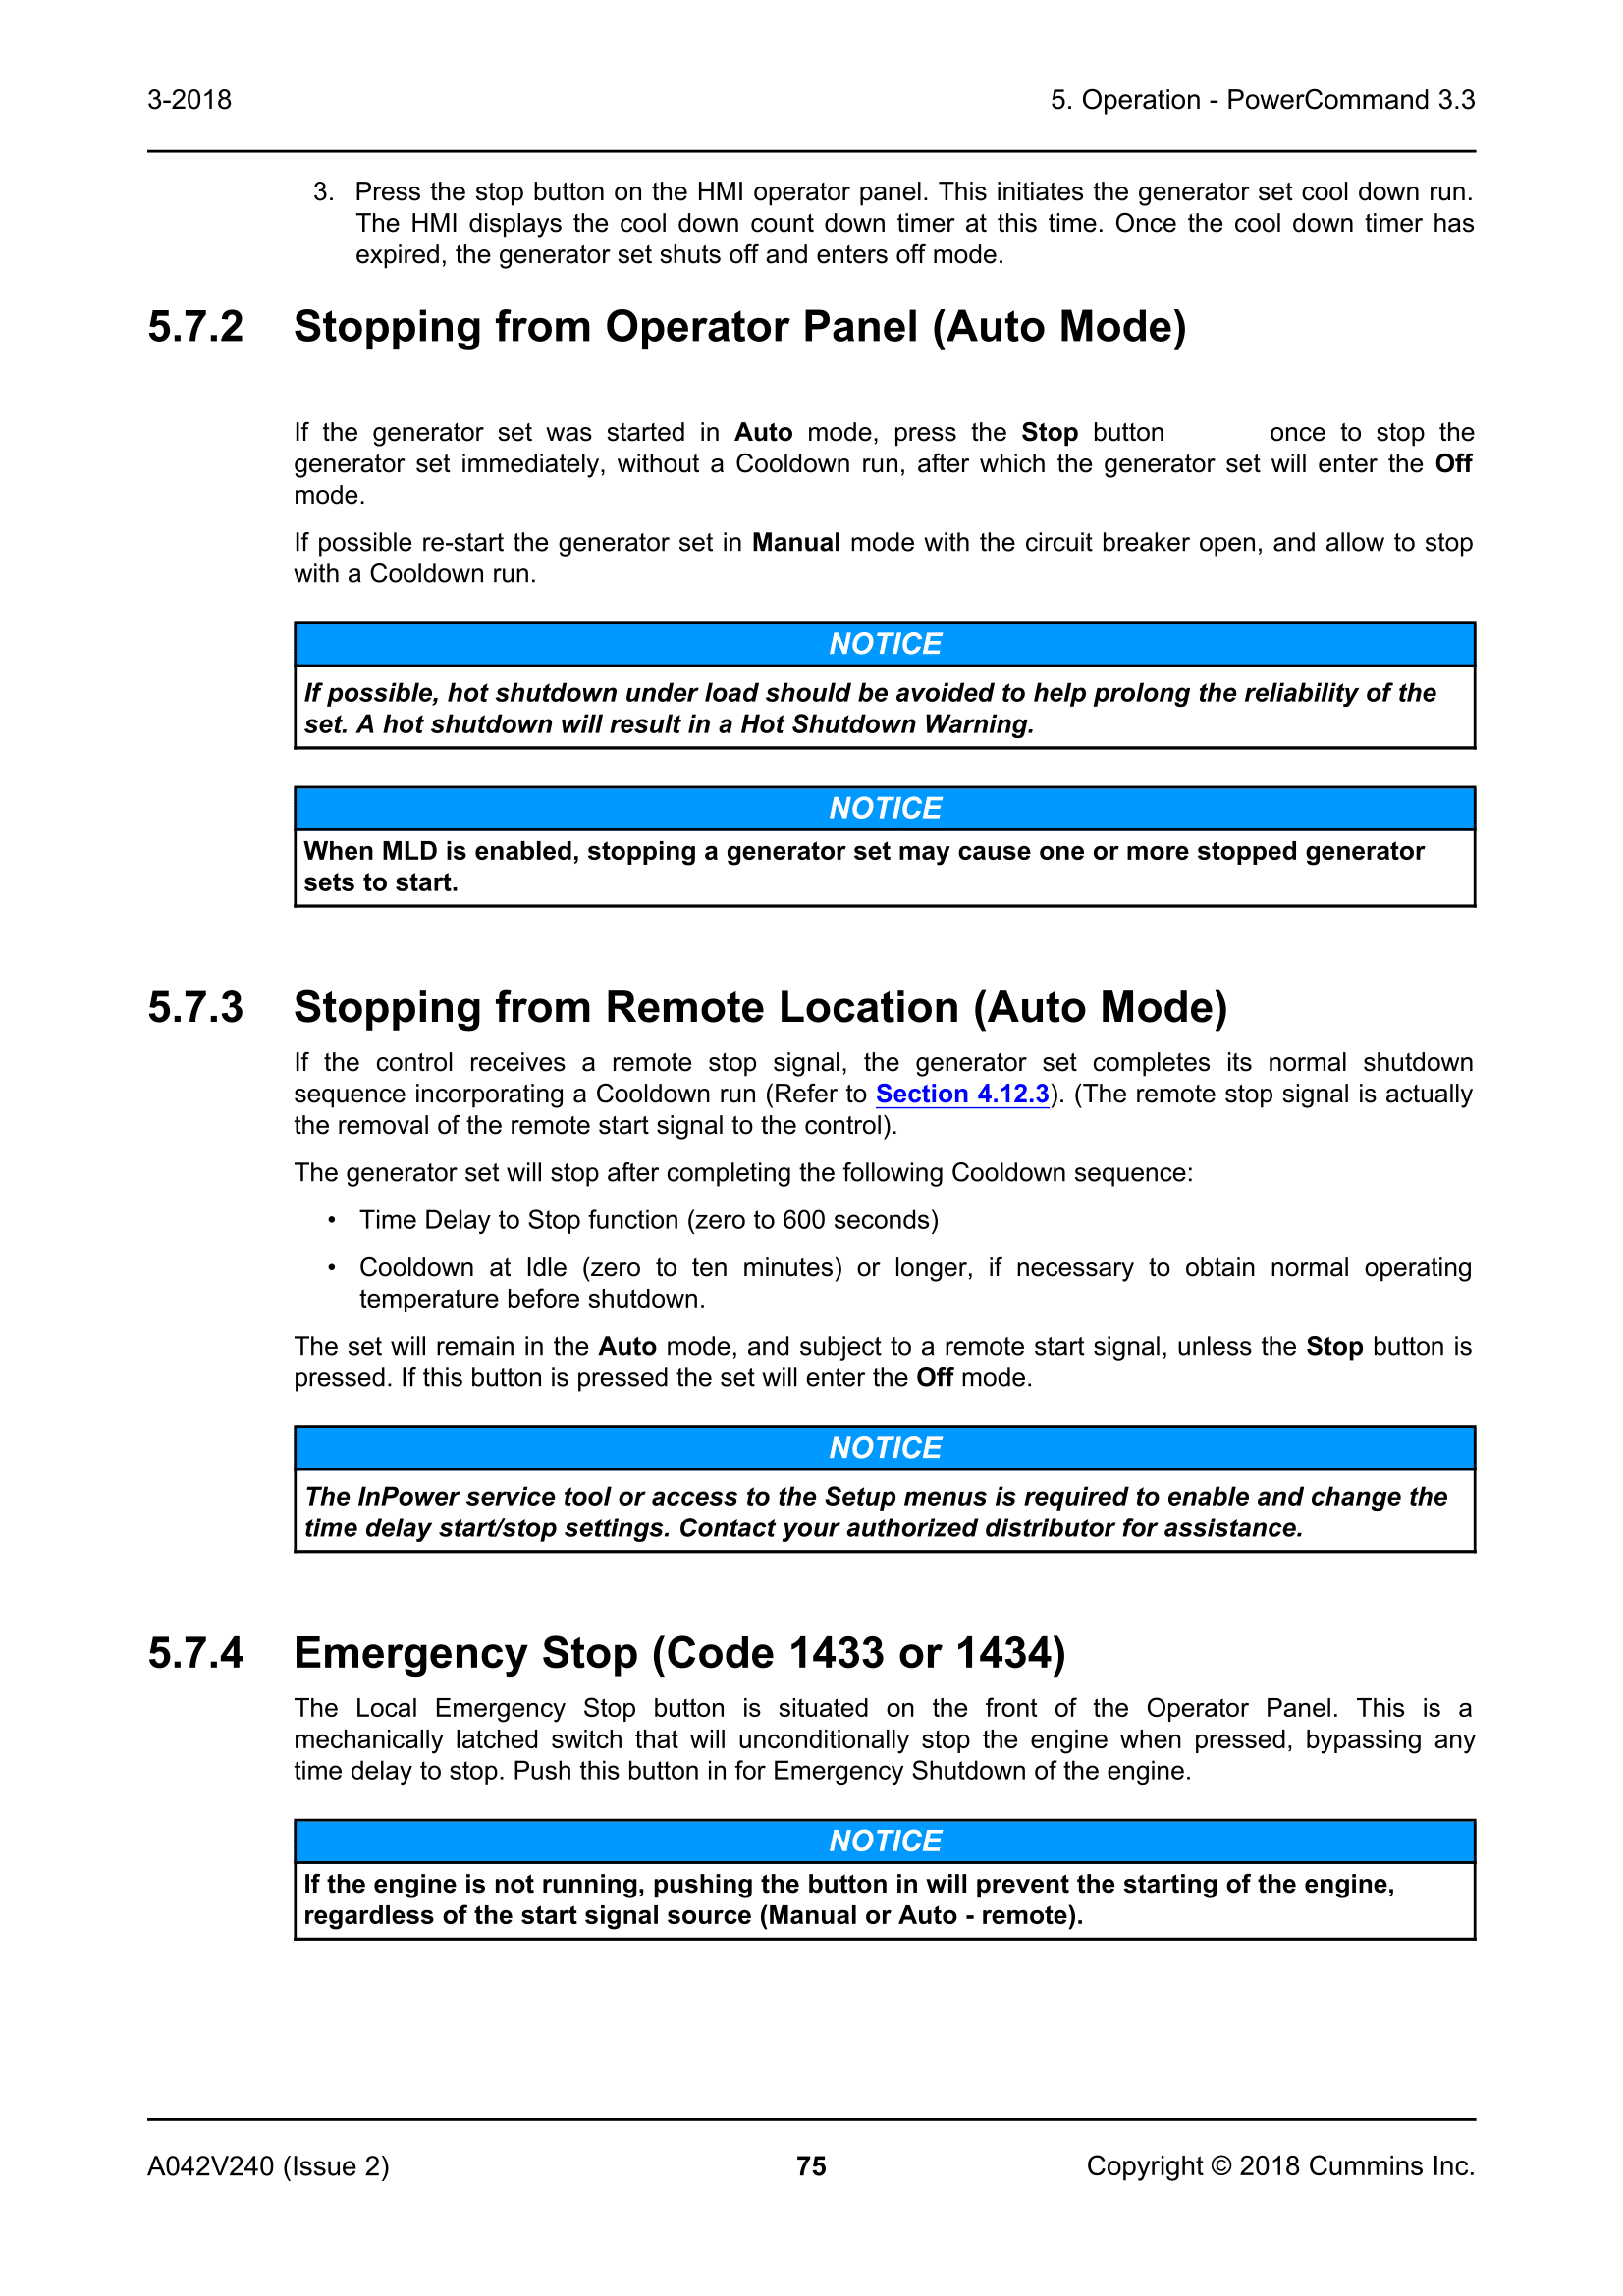 3-2018 5. Operation - PowerCommand 3.3
3. Press the stop button on the HMI operator panel. This initiates the generator set cool down run.
The HMI displays the cool down count down timer at this time. Once the cool down timer has
expired, the generator set shuts off and enters off mode.
5.7.2 Stopping from Operator Panel (Auto Mode)
If the generator set was started in Auto mode, press the Stop button once to stop the
generator set immediately, without a Cooldown run, after which the generator set will enter the Off
mode.
If possible re-start the generator set in Manual mode with the circuit breaker open, and allow to stop
with a Cooldown run.
NOTICE
If possible, hot shutdown under load should be avoided to help prolong the reliability of the
set. A hot shutdown will result in a Hot Shutdown Warning.
NOTICE
When MLD is enabled, stopping a generator set may cause one or more stopped generator
sets to start.
5.7.3 Stopping from Remote Location (Auto Mode)
If the control receives a remote stop signal, the generator set completes its normal shutdown
sequence incorporating a Cooldown run (Refer to Section 4.12.3). (The remote stop signal is actually
the removal of the remote start signal to the control).
The generator set will stop after completing the following Cooldown sequence:
• Time Delay to Stop function (zero to 600 seconds)
• Cooldown at Idle (zero to ten minutes) or longer, if necessary to obtain normal operating
temperature before shutdown.
The set will remain in the Auto mode, and subject to a remote start signal, unless the Stop button is
pressed. If this button is pressed the set will enter the Off mode.
NOTICE
The InPower service tool or access to the Setup menus is required to enable and change the
time delay start/stop settings. Contact your authorized distributor for assistance.
5.7.4 Emergency Stop (Code 1433 or 1434)
The Local Emergency Stop button is situated on the front of the Operator Panel. This is a
mechanically latched switch that will unconditionally stop the engine when pressed, bypassing any
time delay to stop. Push this button in for Emergency Shutdown of the engine.
NOTICE
If the engine is not running, pushing the button in will prevent the starting of the engine,
regardless of the start signal source (Manual or Auto - remote).
A042V240 (Issue 2) 75 Copyright © 2018 Cummins Inc.